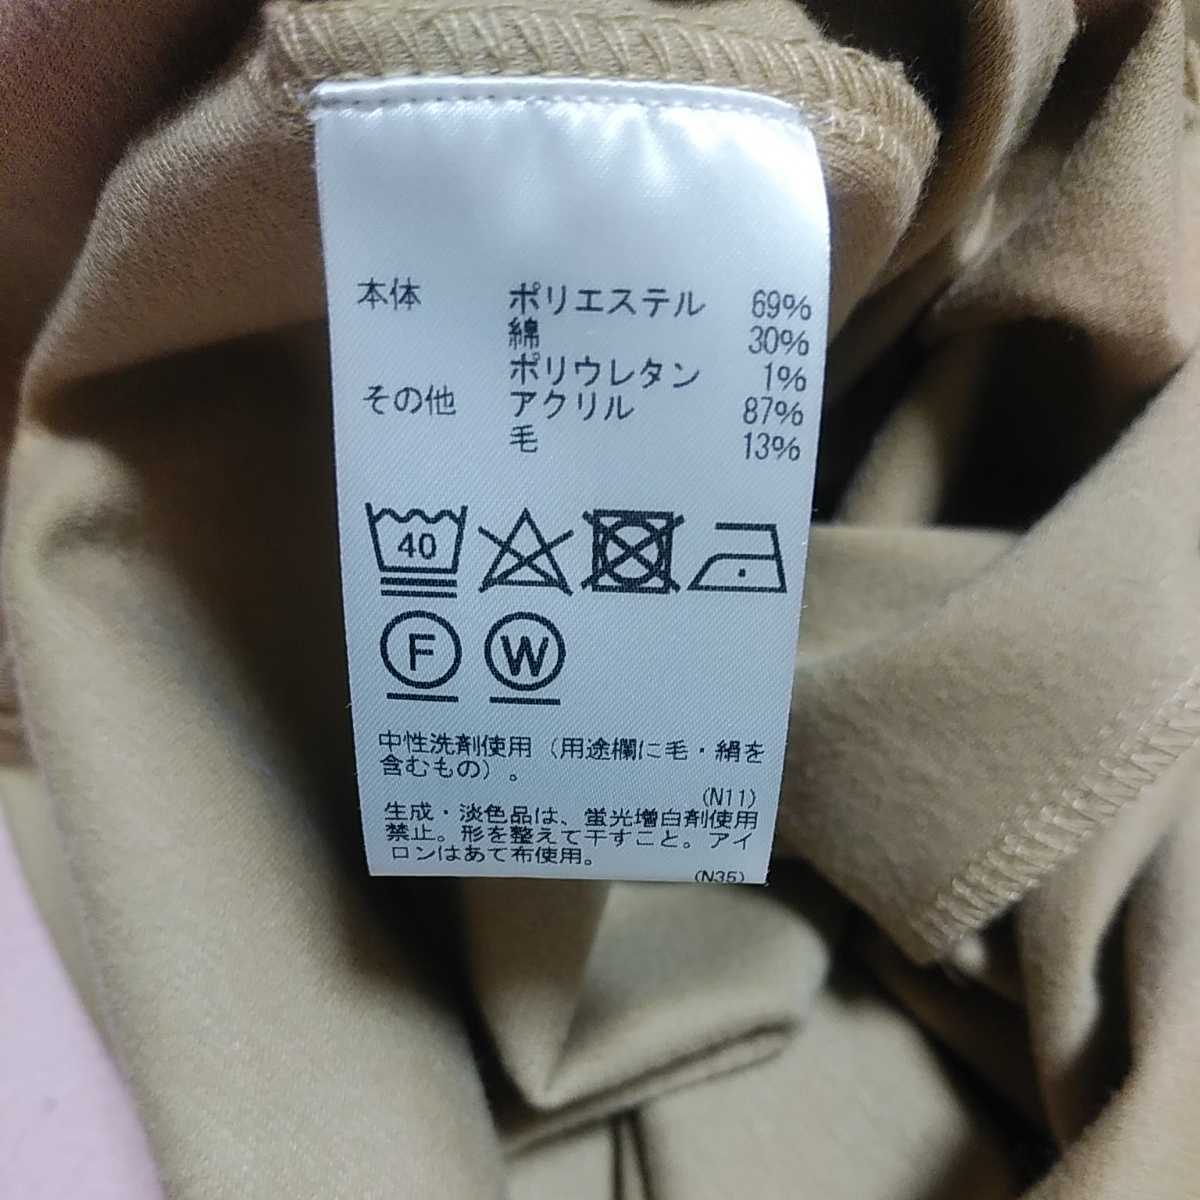 本体 ポリエステル 69%
綿 30%
ポリウレタン 1%
その他 アクリル 87%
毛 13%
40
F W
中性洗剤使用（用途欄に毛・絹を
含むもの）。
(N11)
生成・淡色品は、蛍光増白剤使用
禁止。形を整えて干すこと。アイ
ロンはあて布使用。
(N35)